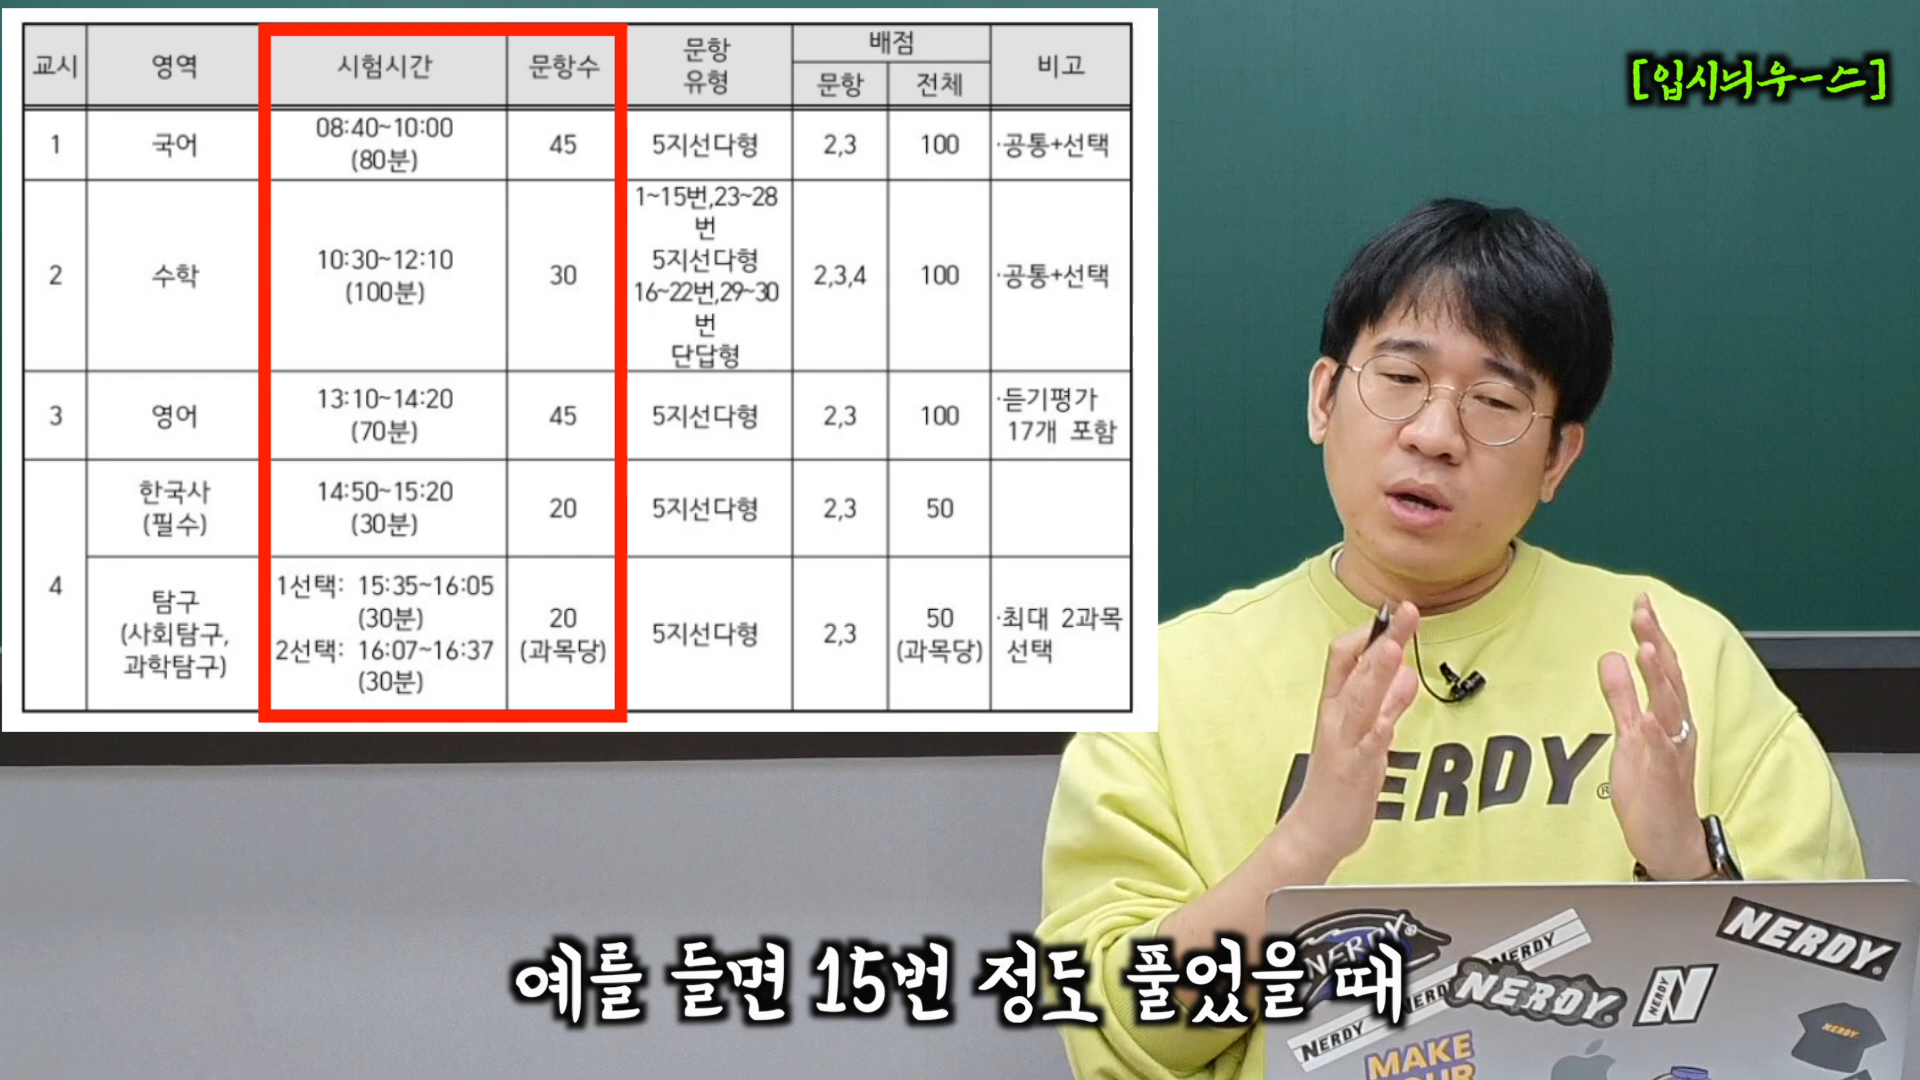 교시 영역 시험시간 문항수 문항 유형 배점 비고
문항 전체
1 국어 08:40~10:00 (80분) 45 5지선다형 2,3 100 ·공통+선택
2 수학 10:30~12:10 (100분) 30 1~15번,23~28번 5지선다형 16~22번,29~30번 단답형 2,3,4 100 ·공통+선택
3 영어 13:10~14:20 (70분) 45 5지선다형 2,3 100 ·듣기평가 17개 포함
4 한국사 (필수) 14:50~15:20 (30분) 20 5지선다형 2,3 50
탐구 (사회탐구, 과학탐구) 1선택: 15:35~16:05 (30분) 2선택: 16:07~16:37 (30분) 20 (과목당) 5지선다형 2,3 50 (과목당) ·최대 2과목 선택
[입시늬우-스]
NERDY
NERDY
NERDY
NERDY
NERDY
NERDY
NERDY
NERDY
N
NERDY
MAKE
예를 들면 15번 정도 풀었을 때